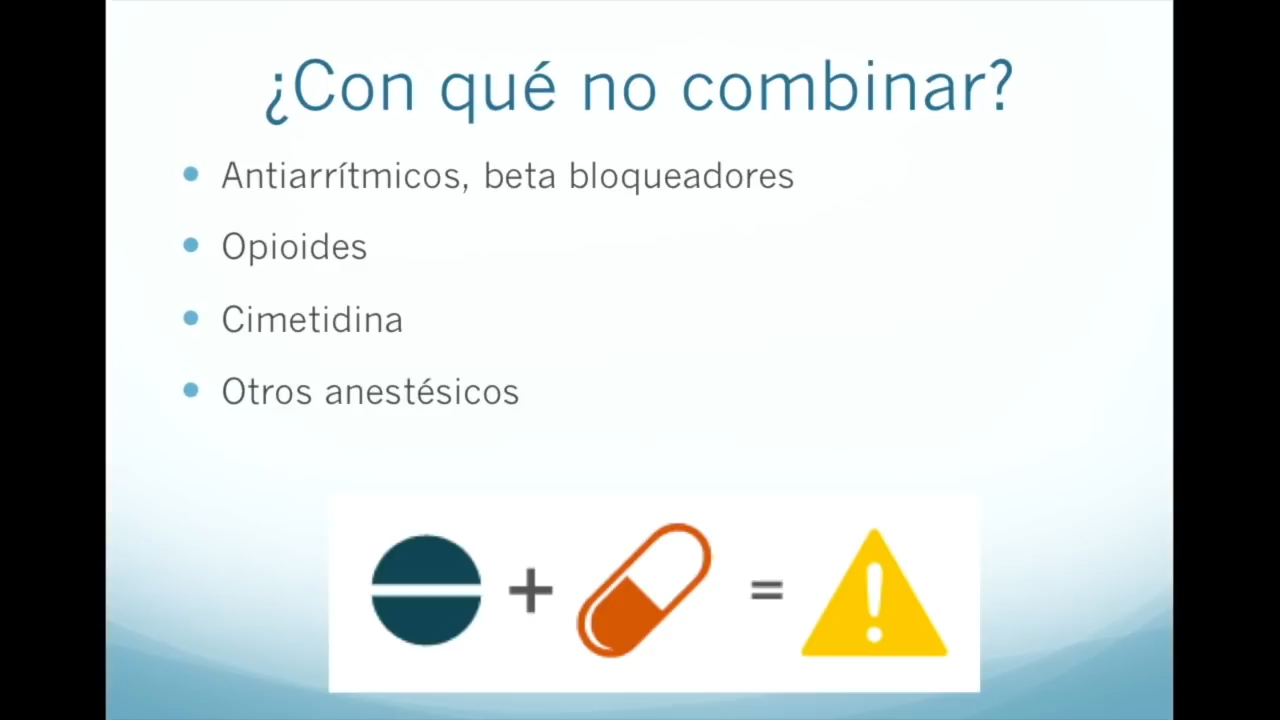 ¿Con qué no combinar?
Antiarrítmicos, beta bloqueadores
Opioides
Cimetidina
Otros anestésicos